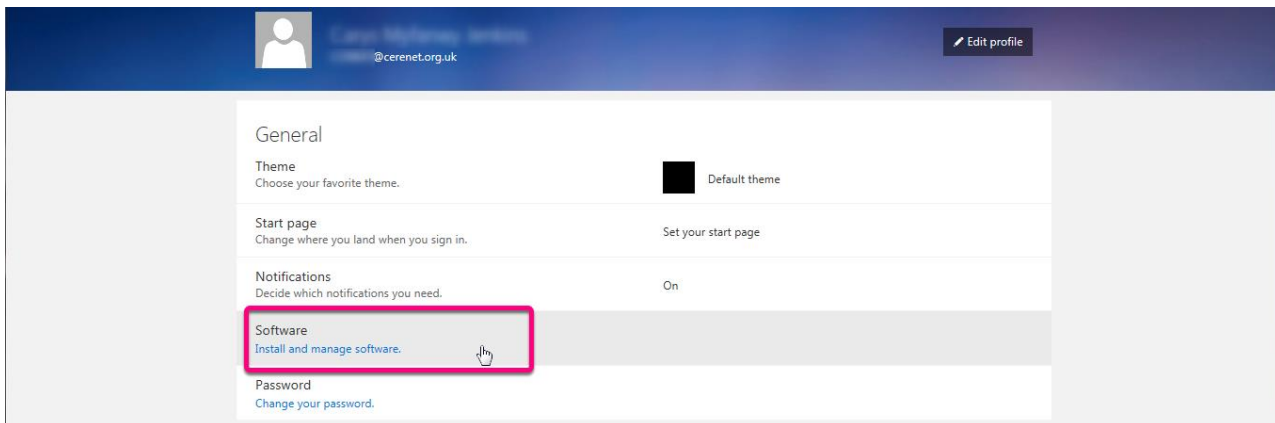 @cerenet.org.uk
Edit profile
General
Theme
Choose your favorite theme.
Default theme
Start page
Change where you land when you sign in.
Set your start page
Notifications
Decide which notifications you need.
On
Software
Install and manage software.
Password
Change your password.